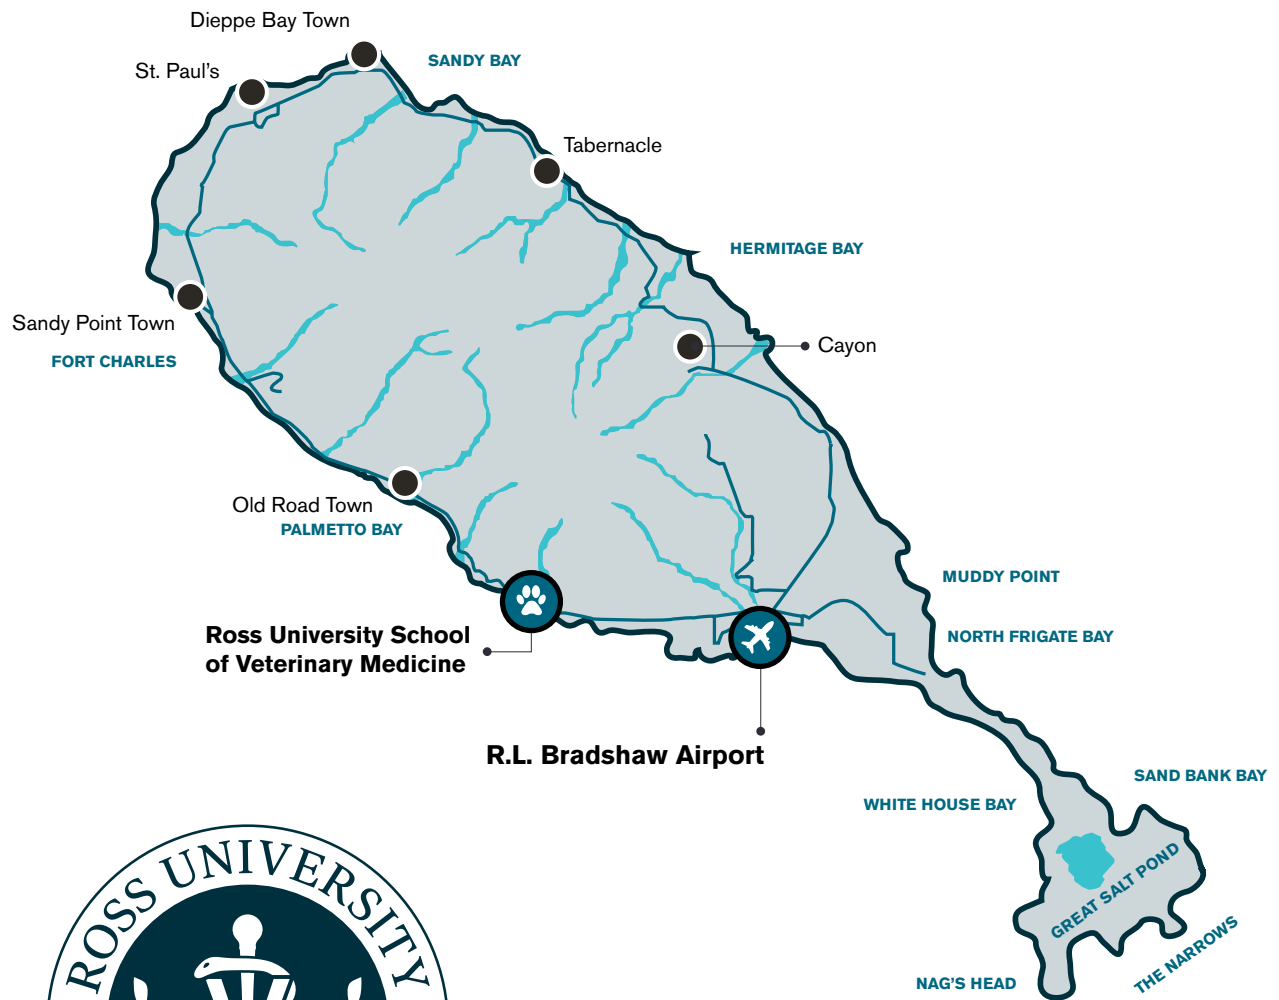 Dieppe Bay Town
SANDY BAY
St. Paul's
Tabernacle
HERMITAGE BAY
Sandy Point Town
FORT CHARLES
Cayon
Old Road Town
PALMETTO BAY
MUDDY POINT
NORTH FRIGATE BAY
Ross University School
of Veterinary Medicine
R.L. Bradshaw Airport
SAND BANK BAY
WHITE HOUSE BAY
GREAT SALT POND
THE NARROWS
NAG'S HEAD
ROSS UNIVERSITY